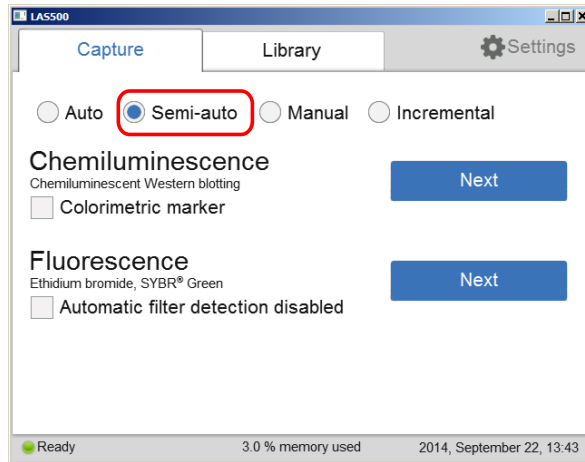 LAS500
Capture Library Settings
Auto Semi-auto Manual Incremental
Chemiluminescence
Chemiluminescent Western blotting
Next
Colorimetric marker
Fluorescence
Ethidium bromide, SYBR® Green
Next
Automatic filter detection disabled
Ready 3.0 % memory used 2014, September 22, 13:43